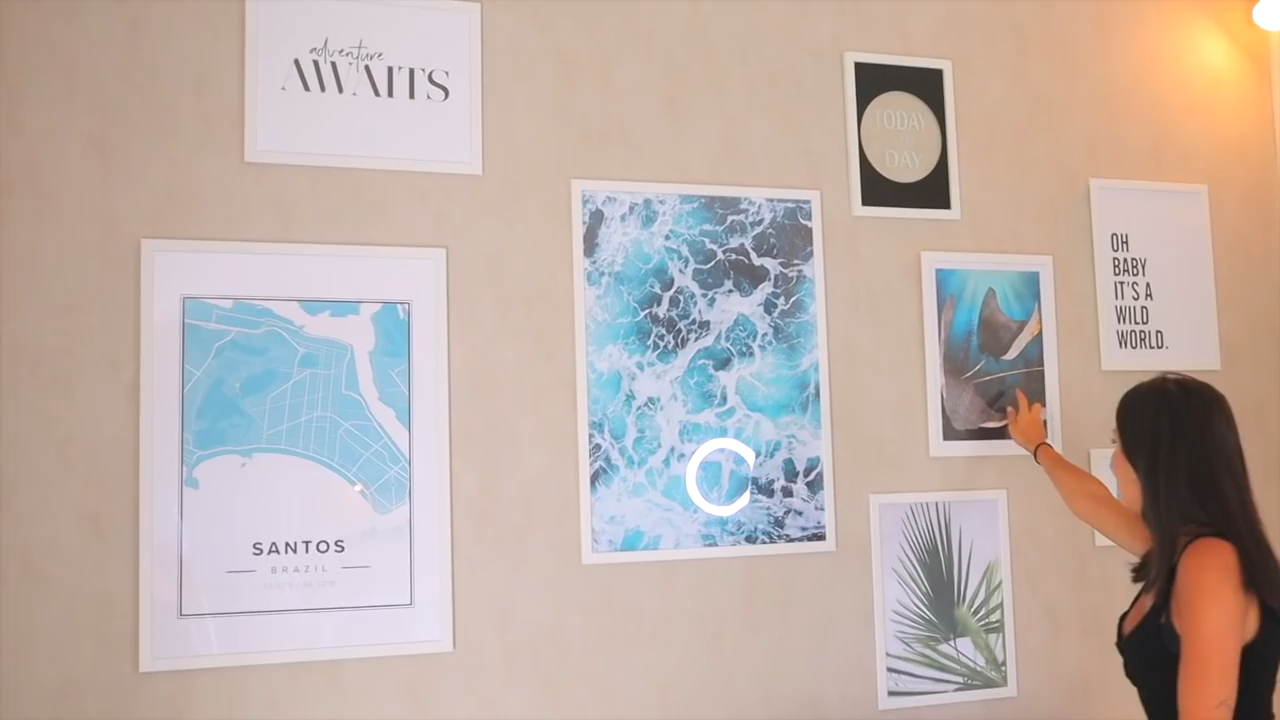 adventure
AWAITS
TODAY
DAY
OH
BABY
IT'S A
WILD
WORLD.
SANTOS
BRAZIL
C